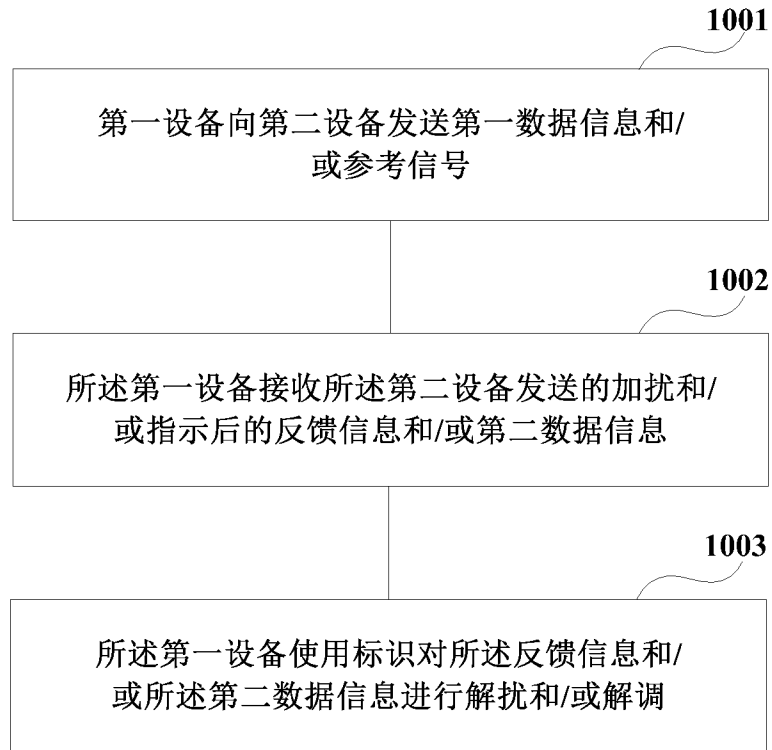 1001
第一设备向第二设备发送第一数据信息和/
或参考信号
1002
所述第一设备接收所述第二设备发送的加扰和/
或指示后的反馈信息和/或第二数据信息
1003
所述第一设备使用标识对所述反馈信息和/
或所述第二数据信息进行解扰和/或解调